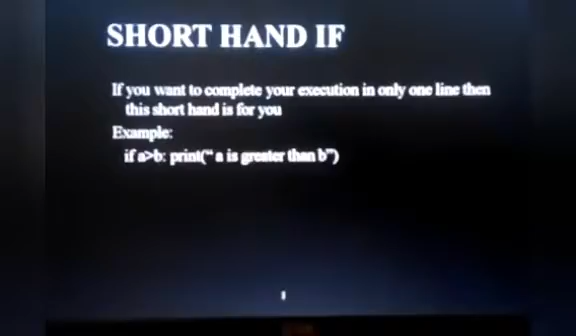 SHORT HAND IF
If you want to complete your execution in only one line then
this short hand is for you
Example:
if a>b: print(“ a is greater than b”)